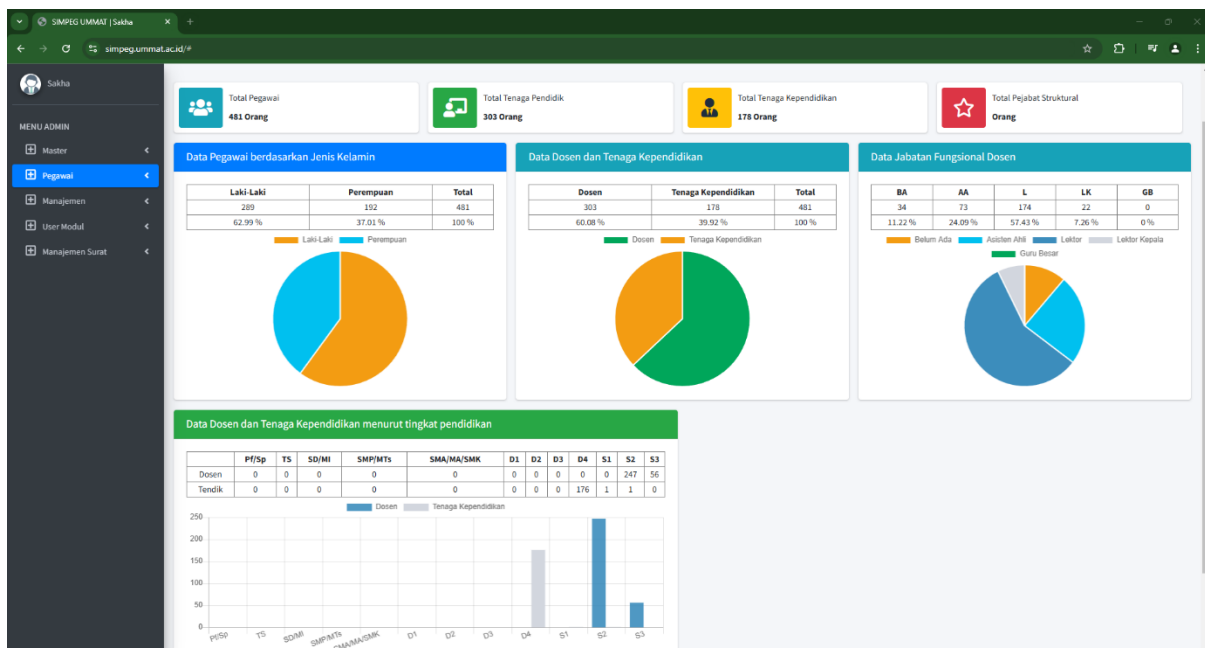 SIMPEG UMMAT | Sakha
simpeg.ummat.ac.id/#
Sakha
MENU ADMIN
Master
Pegawai
Manajemen
User Modul
Manajemen Surat
Total Pegawai
481 Orang
Total Tenaga Pendidik
303 Orang
Total Tenaga Kependidikan
178 Orang
Total Pejabat Struktural
Orang
Data Pegawai berdasarkan Jenis Kelamin
Laki-Laki Perempuan Total
289 192 481
62.99 % 37.01 % 100 %
Laki-Laki Perempuan
Data Dosen dan Tenaga Kependidikan
Dosen Tenaga Kependidikan Total
303 178 481
60.08 % 39.92 % 100 %
Dosen Tenaga Kependidikan
Data Jabatan Fungsional Dosen
BA AA L LK GB
34 73 174 22 0
11.22 % 24.09 % 57.43 % 7.26 % 0 %
Belum Ada Asisten Ahli Lektor Lektor Kepala
Guru Besar
Data Dosen dan Tenaga Kependidikan menurut tingkat pendidikan
Pf/Sp TS SD/MI SMP/MTs SMA/MA/SMK D1 D2 D3 D4 S1 S2 S3
Dosen 0 0 0 0 0 0 0 0 0 0 247 56
Tendik 0 0 0 0 0 0 0 0 176 1 1 0
Dosen Tenaga Kependidikan
250
200
150
100
50
0
Pf/Sp TS SD/MI SMP/MTs SMA/MA/SMK D1 D2 D3 D4 S1 S2 S3